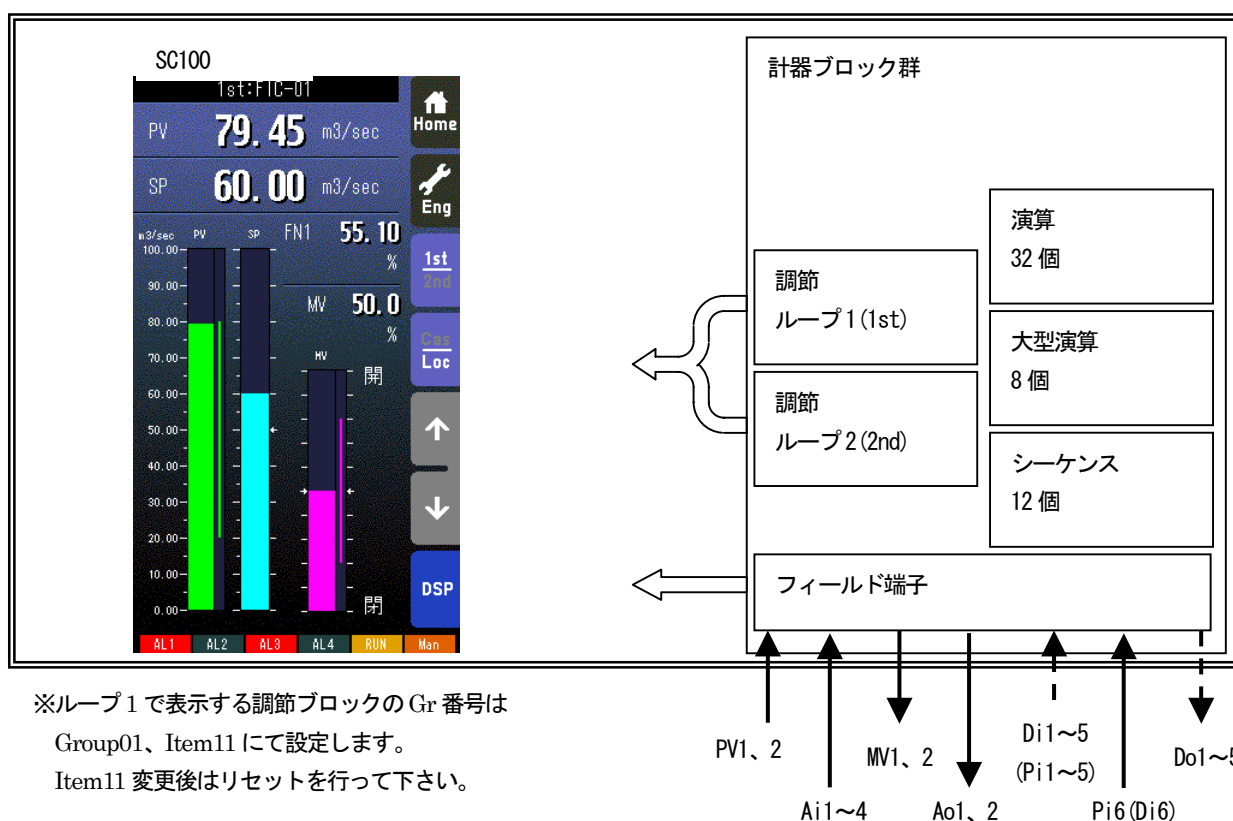 SC100
1st:FIC-01
PV 79.45 m3/sec
SP 60.00 m3/sec
m3/sec PV SP FN1 55.10
%
MV 50.0
%
MV
開
閉
100.00
90.00
80.00
70.00
60.00
50.00
40.00
30.00
20.00
10.00
0.00
AL1 AL2 AL3 AL4 RUN Man
Home
Eng
1st
2nd
Cas
Loc
DSP
計器ブロック群
調節
ループ1(1st)
調節
ループ2(2nd)
演算
32個
大型演算
8個
シーケンス
12個
フィールド端子
PV1、2
Ai1～4
MV1、2
Ao1、2
Di1～5
(Pi1～5)
Pi6(Di6)
Do1～5
※ループ1で表示する調節ブロックのGr番号は
Group01、Item11にて設定します。
Item11変更後はリセットを行って下さい。